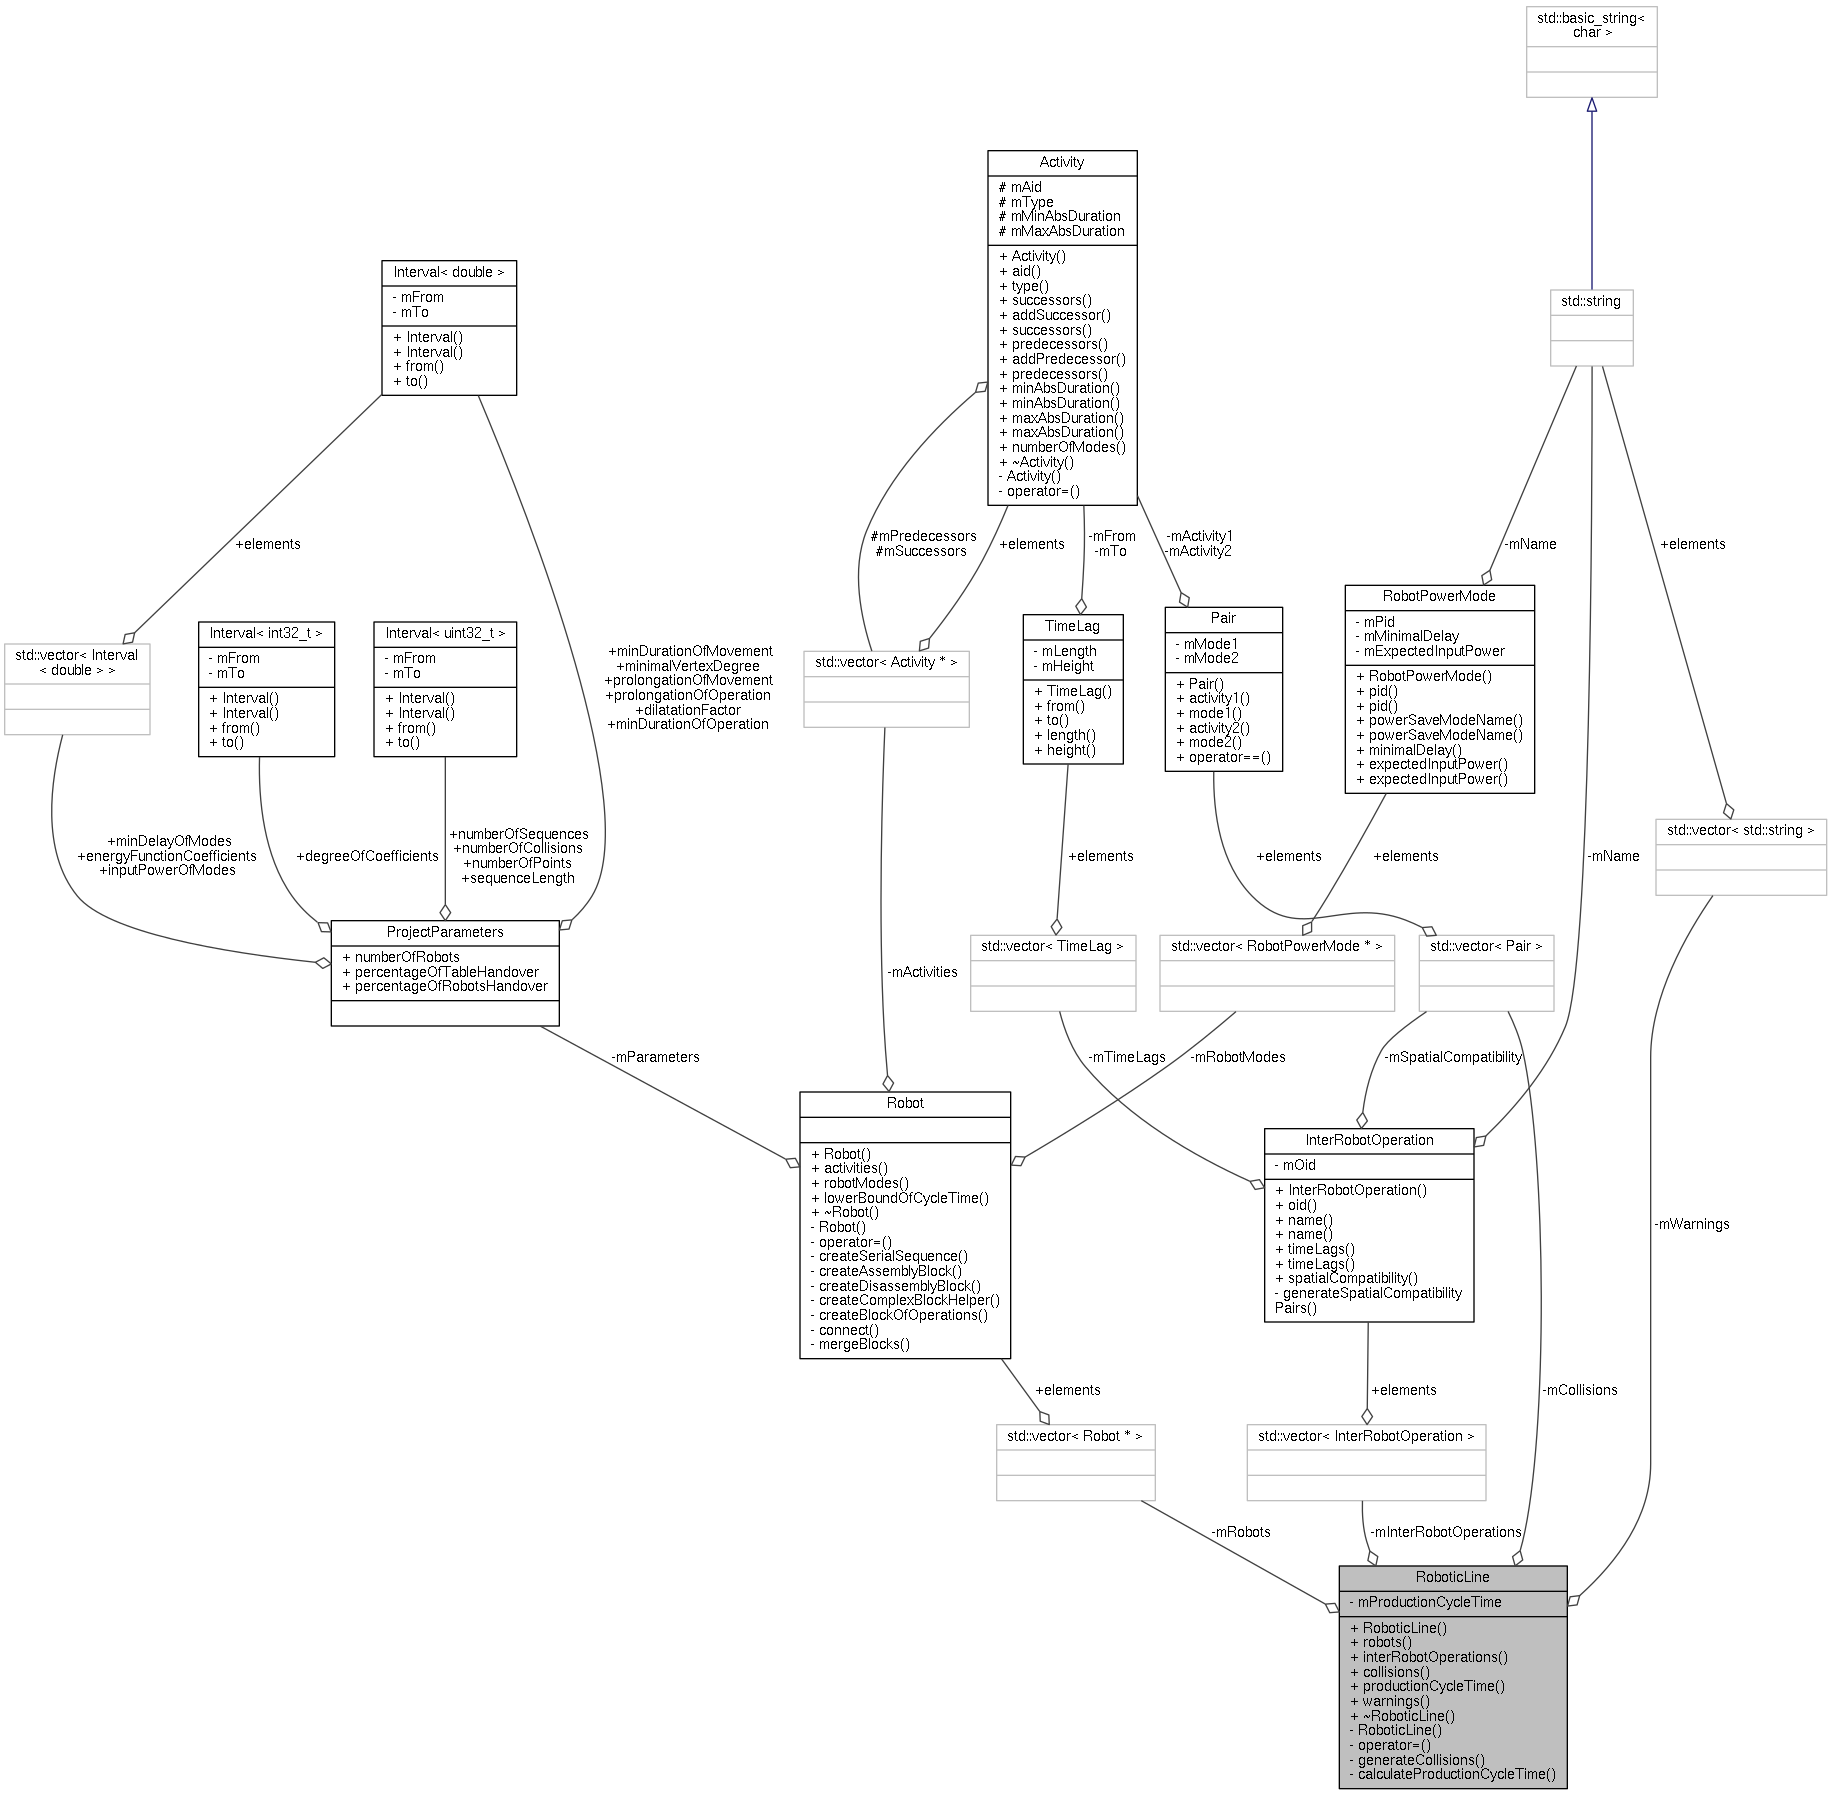 std::basic_string<
char >
Activity
# mAid
# mType
# mMinAbsDuration
# mMaxAbsDuration
+ Activity()
+ aid()
+ type()
+ successors()
+ addSuccessor()
+ successors()
+ predecessors()
+ addPredecessor()
+ predecessors()
+ minAbsDuration()
+ minAbsDuration()
+ maxAbsDuration()
+ maxAbsDuration()
+ numberOfModes()
+ ~Activity()
- Activity()
- operator=()
Interval< double >
- mFrom
- mTo
+ Interval()
+ Interval()
+ from()
+ to()
std::string
+elements
#mPredecessors
#mSuccessors
+elements
-mFrom
-mTo
-mActivity1
-mActivity2
-mName
+elements
std::vector< Interval
< double > >
Interval< int32_t >
- mFrom
- mTo
+ Interval()
+ Interval()
+ from()
+ to()
Interval< uint32_t >
- mFrom
- mTo
+ Interval()
+ Interval()
+ from()
+ to()
+minDurationOfMovement
+minimalVertexDegree
+prolongationOfMovement
+prolongationOfOperation
+dilatationFactor
+minDurationOfOperation
std::vector< Activity * >
TimeLag
- mLength
- mHeight
+ TimeLag()
+ from()
+ to()
+ length()
+ height()
Pair
- mMode1
- mMode2
+ Pair()
+ activity1()
+ mode1()
+ activity2()
+ mode2()
+ operator==()
RobotPowerMode
- mPid
- mMinimalDelay
- mExpectedInputPower
+ RobotPowerMode()
+ pid()
+ pid()
+ powerSaveModeName()
+ powerSaveModeName()
+ minimalDelay()
+ expectedInputPower()
+ expectedInputPower()
std::vector< std::string >
+minDelayOfModes
+energyFunctionCoefficients
+inputPowerOfModes
+degreeOfCoefficients
+numberOfSequences
+numberOfCollisions
+numberOfPoints
+sequenceLength
+elements
+elements
+elements
-mName
ProjectParameters
+ numberOfRobots
+ percentageOfTableHandover
+ percentageOfRobotsHandover
-mActivities
std::vector< TimeLag >
std::vector< RobotPowerMode * >
std::vector< Pair >
-mParameters
-mTimeLags
-mRobotModes
-mSpatialCompatibility
Robot
+ Robot()
+ activities()
+ robotModes()
+ lowerBoundOfCycleTime()
+ ~Robot()
- Robot()
- operator=()
- createSerialSequence()
- createAssemblyBlock()
- createDisassemblyBlock()
- createComplexBlockHelper()
- createBlockOfOperations()
- connect()
- mergeBlocks()
InterRobotOperation
- mOid
+ InterRobotOperation()
+ oid()
+ name()
+ name()
+ timeLags()
+ timeLags()
+ spatialCompatibility()
- generateSpatialCompatibility
Pairs()
-mWarnings
+elements
+elements
-mCollisions
std::vector< Robot * >
std::vector< InterRobotOperation >
-mRobots
-mInterRobotOperations
RoboticLine
- mProductionCycleTime
+ RoboticLine()
+ robots()
+ interRobotOperations()
+ collisions()
+ productionCycleTime()
+ warnings()
+ ~RoboticLine()
- RoboticLine()
- operator=()
- generateCollisions()
- calculateProductionCycleTime()